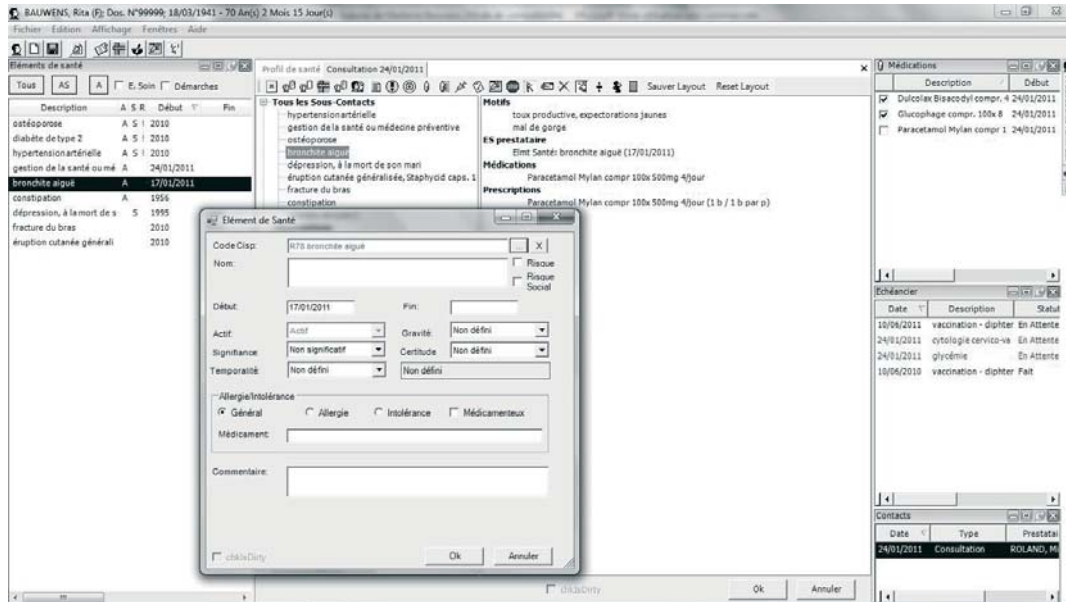 BAUWENS, Rita (F); Dos. N°99999; 18/03/1941 - 70 An(s) 2 Mois 15 Jour(s)
Fichier Edition Affichage Fenêtres Aide
Eléments de santé
Tous AS A E. Soin Démarches
Description A S R Début Fin
ostéoporose A S ! 2010
diabète de type 2 A S ! 2010
hypertension artérielle A S ! 2010
gestion de la santé ou mé A 24/01/2011
bronchite aiguë A 17/01/2011
constipation A 1956
dépression, à la mort de s S 1995
fracture du bras 2010
éruption cutanée générali 2010
Profil de santé Consultation 24/01/2011
Sauver Layout Reset Layout
Tous les Sous-Contacts
hypertension artérielle
gestion de la santé ou médecine préventive
ostéoporose
bronchite aiguë
dépression, à la mort de son mari
éruption cutanée généralisée, Staphycid caps. 1
fracture du bras
constipation
Motifs
toux productive, expectorations jaunes
mal de gorge
ES prestataire
Elmt Santé: bronchite aiguë (17/01/2011)
Médications
Paracetamol Mylan compr 100x 500mg 4/jour
Prescriptions
Paracetamol Mylan compr 100x 500mg 4/jour (1 b / 1 b par p)
Elément de Santé
Code Cisp: R78 bronchite aiguë ... X
Nom: Risque
Risque Social
Début: 17/01/2011 Fin:
Actif: Actif Gravité: Non défini
Signifiance Non significatif Certitude Non défini
Temporalité: Non défini Non défini
Allergie/Intolérance
Général Allergie Intolérance Médicamenteux
Médicament:
Commentaire:
chkIsDirty Ok Annuler
chkIsDirty Ok Annuler
Médications
Description Début
Dulcolax Bisacodyl compr. 4 24/01/2011
Glucophage compr. 100x 8 24/01/2011
Paracetamol Mylan compr 1 24/01/2011
Echéancier
Date Description Statut
10/06/2011 vaccination - diphter En Attente
24/01/2011 cytologie cervico-va En Attente
24/01/2011 glycémie En Attente
10/06/2010 vaccination - diphter Fait
Contacts
Date Type Prestatai
24/01/2011 Consultation ROLAND, Mi